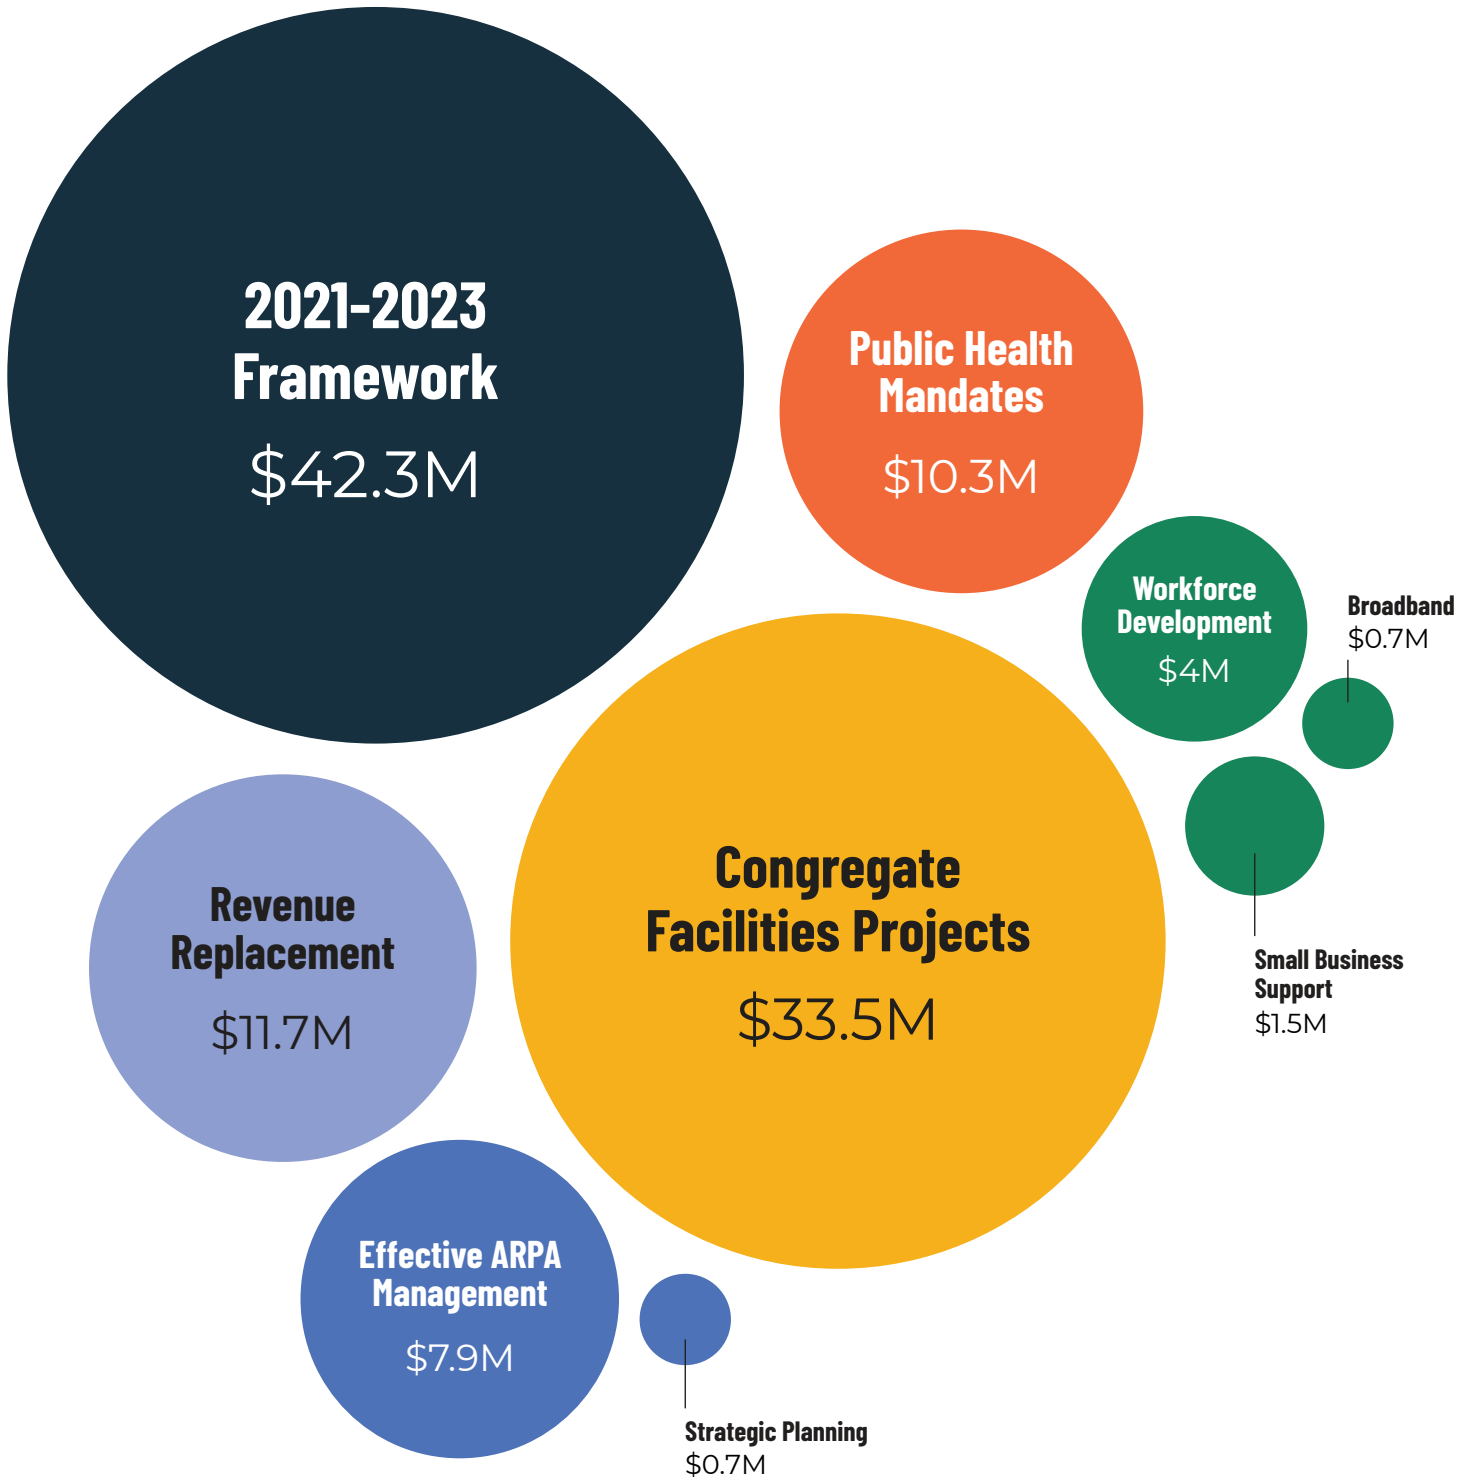 2021-2023
Framework
$42.3M
Public Health
Mandates
$10.3M
Workforce
Development
$4M
Broadband
$0.7M
Small Business
Support
$1.5M
Congregate
Facilities Projects
$33.5M
Revenue
Replacement
$11.7M
Effective ARPA
Management
$7.9M
Strategic Planning
$0.7M